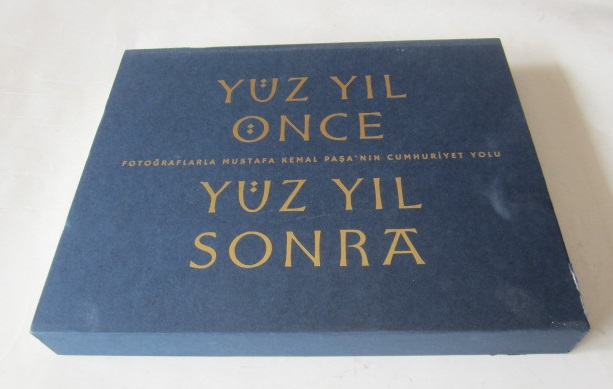 YÜZ YIL
ÖNCE
FOTOĞRAFLARLA MUSTAFA KEMAL PAŞA'NIN CUMHURİYET YOLU
YÜZ YIL
SONRA